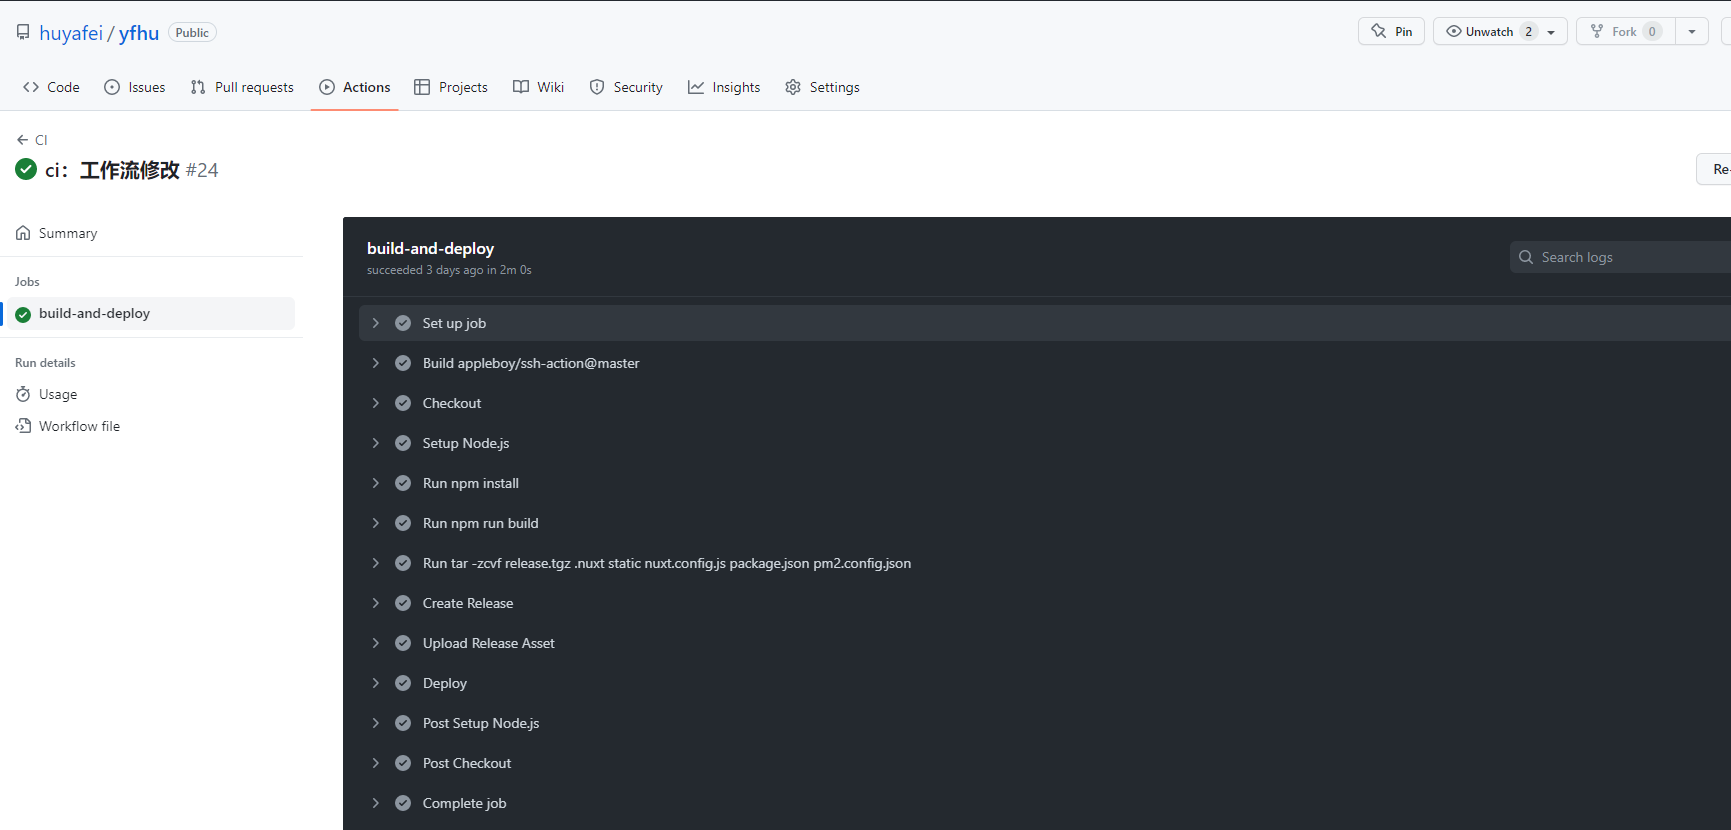 huyafei / yfhu Public
Pin Unwatch 2 Fork 0
Code Issues Pull requests Actions Projects Wiki Security Insights Settings
CI
ci：工作流修改 #24
Re-
Summary
Jobs
build-and-deploy
Run details
Usage
Workflow file
build-and-deploy
succeeded 3 days ago in 2m 0s
Search logs
Set up job
Build appleboy/ssh-action@master
Checkout
Setup Node.js
Run npm install
Run npm run build
Run tar -zcvf release.tgz .nuxt static nuxt.config.js package.json pm2.config.json
Create Release
Upload Release Asset
Deploy
Post Setup Node.js
Post Checkout
Complete job